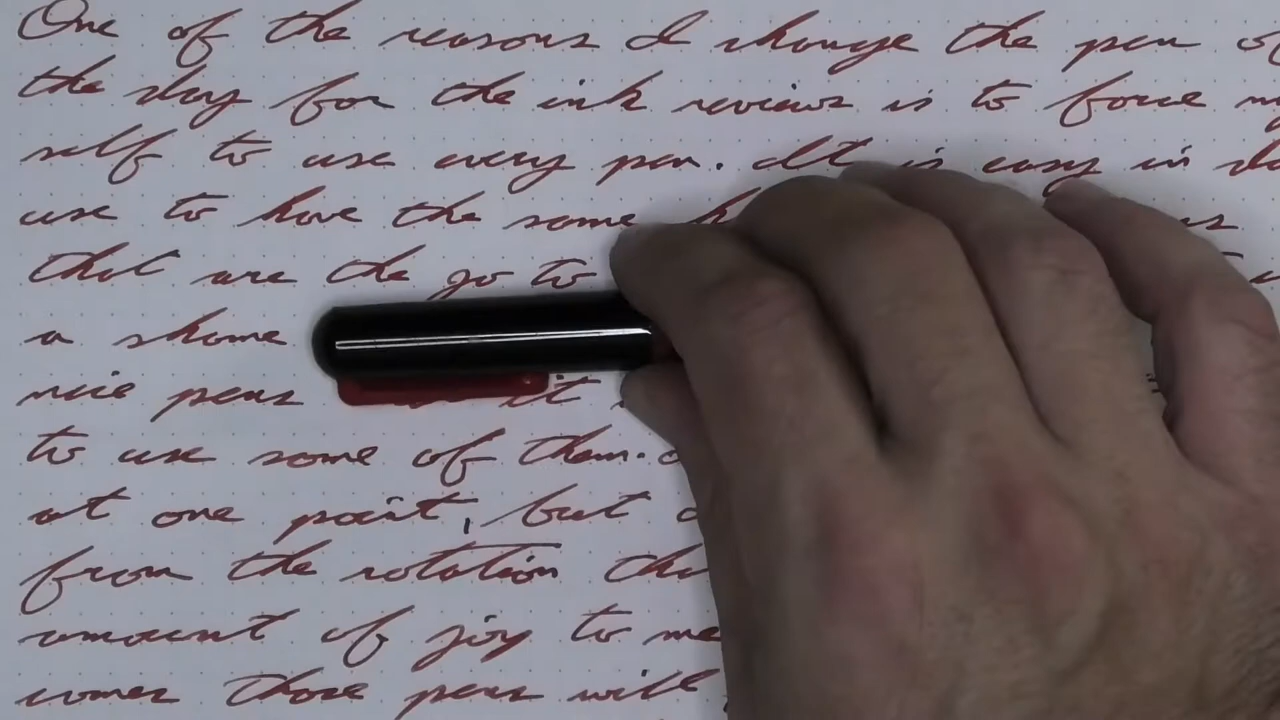 One of the reasons I change the pen of
the day for the ink reviews is to force my
self to use every pen. It is easy in
use to have the same
that are the go to
a shame
nice pens it
to use some of them.
at one point, but
from the rotation
amount of joy to me
comes those pens will